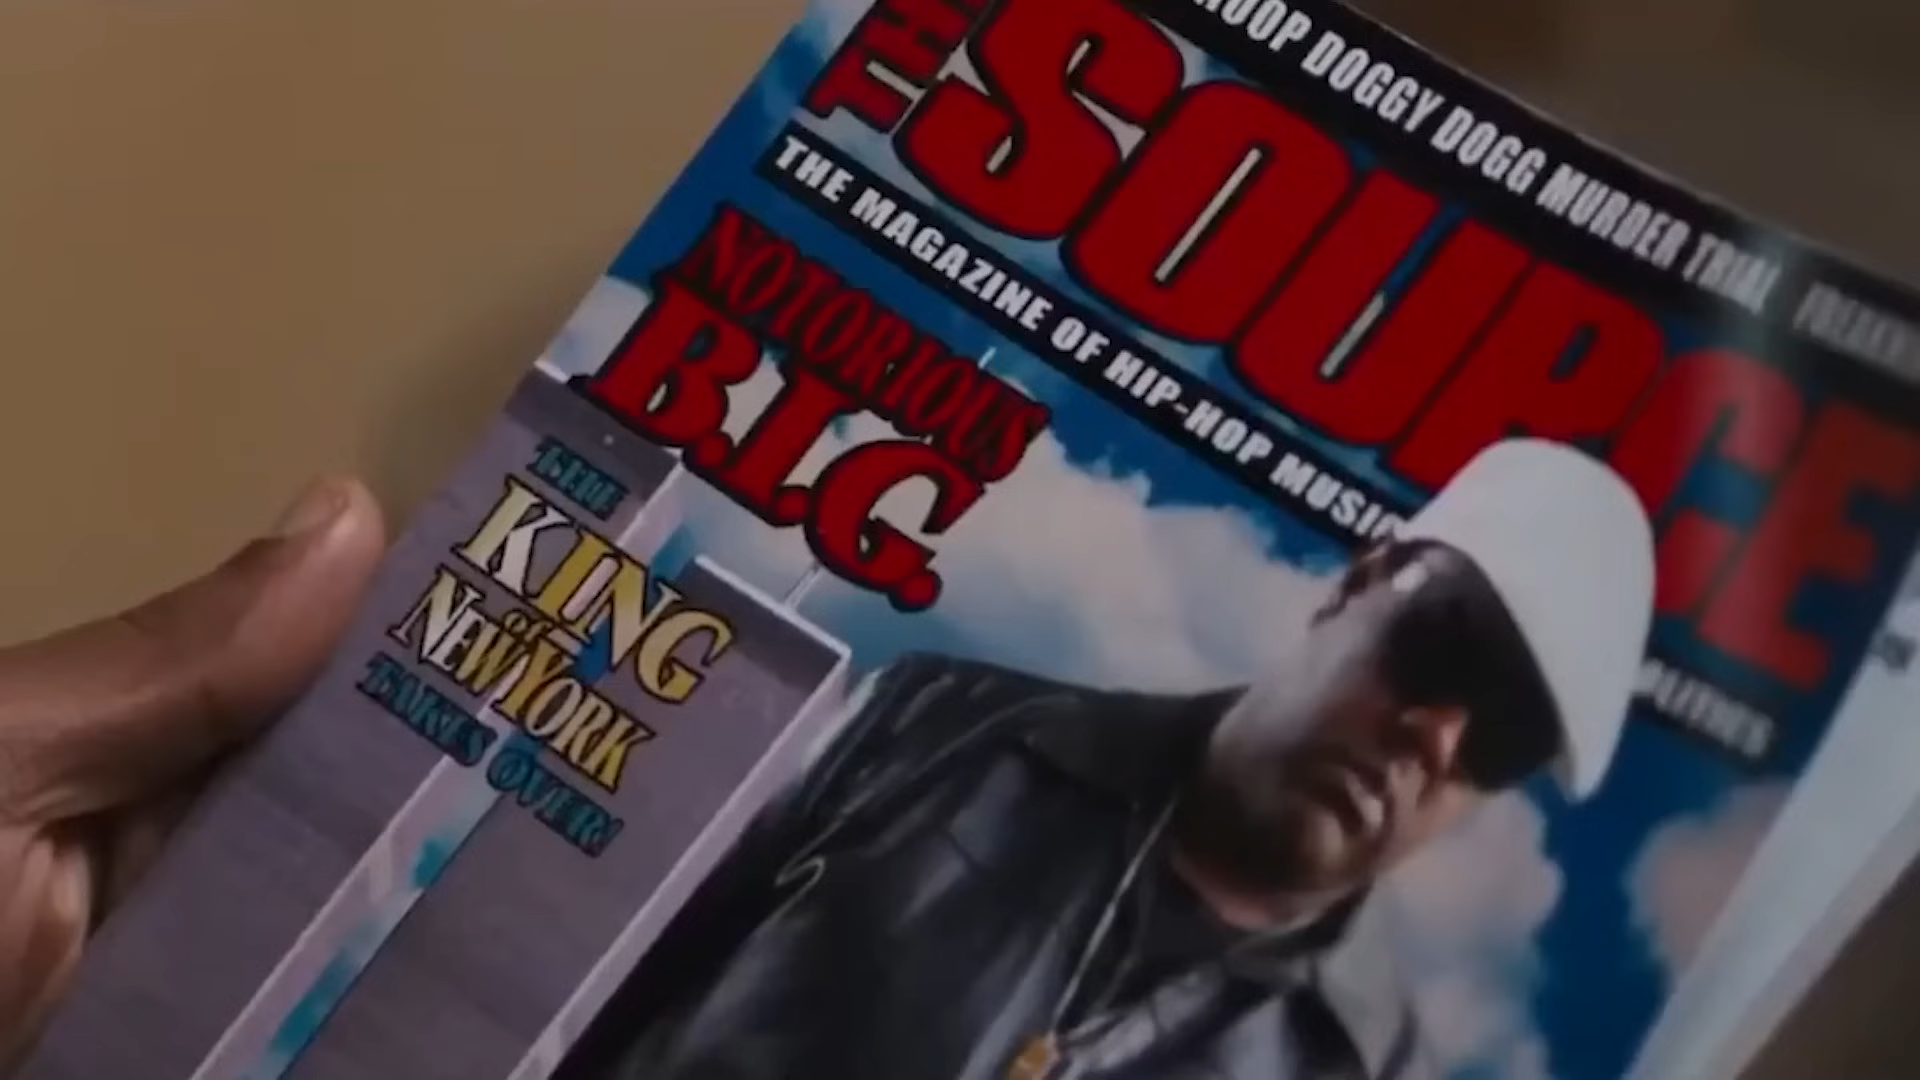 DOGGY DOGG MURDER TRIAL
THE
SOURCE
THE MAGAZINE OF HIP-HOP MUSIC
NOTORIOUS
B.I.G.
THE
KING
of
NEW YORK
TAKES OVER!